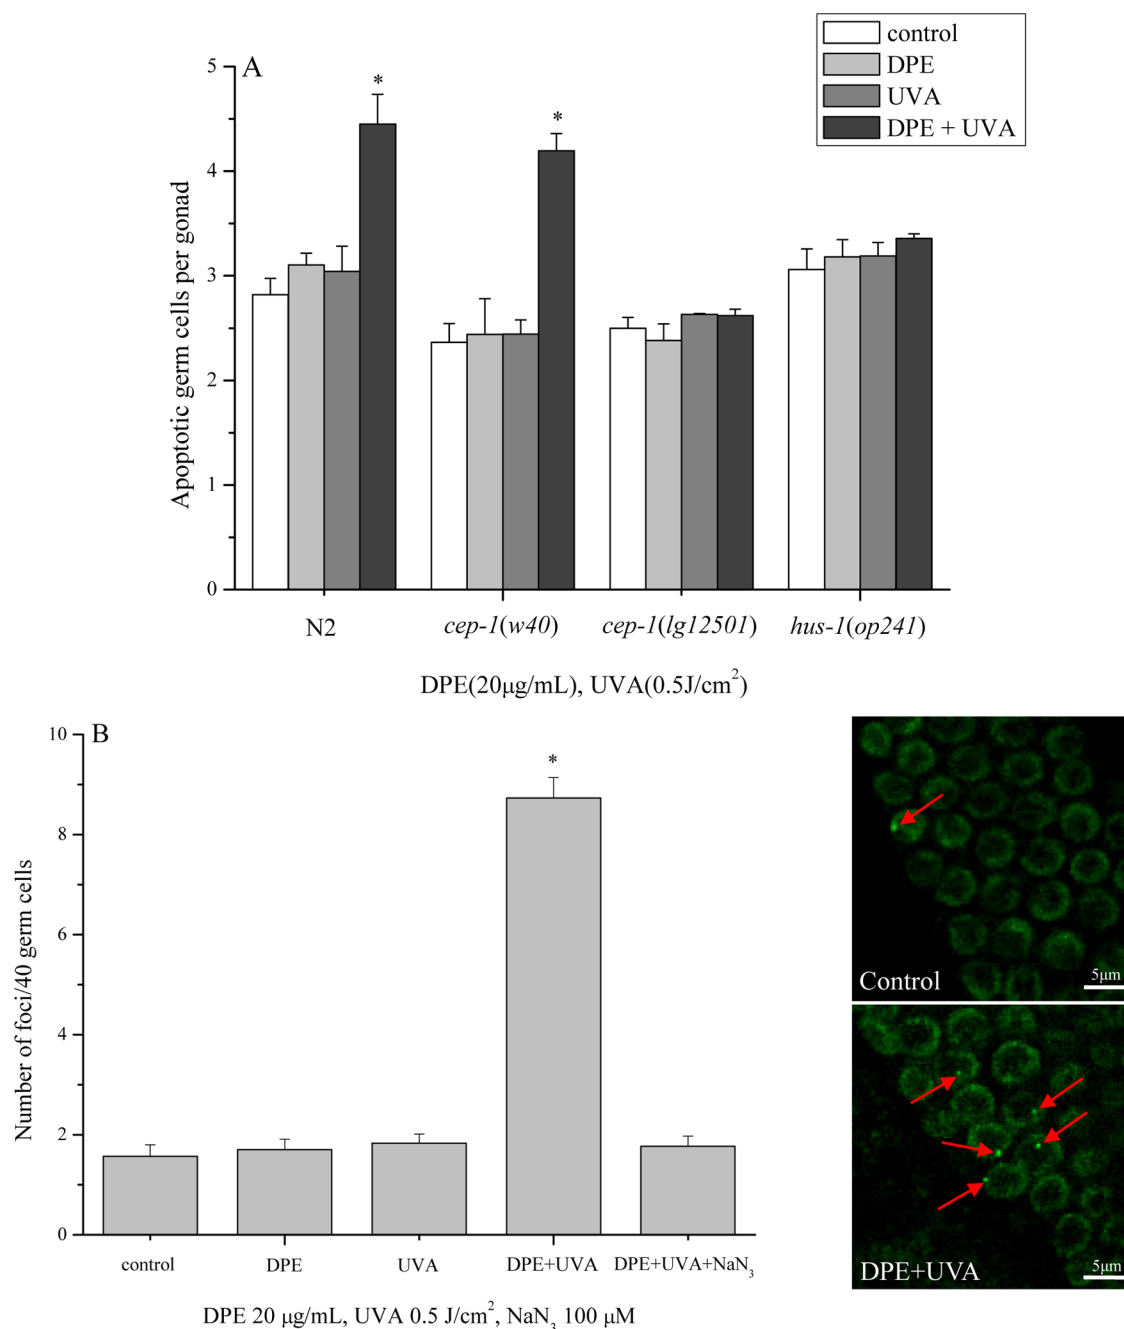 control
DPE
UVA
DPE + UVA
A
5
4
3
2
1
0
* *
Apoptotic germ cells per gonad
N2 cep-1(w40) cep-1(lg12501) hus-1(op241)
DPE(20μg/mL), UVA(0.5J/cm²)
B
10
8
6
4
2
0
*
Number of foci/40 germ cells
control DPE UVA DPE+UVA DPE+UVA+NaN₃
DPE 20 μg/mL, UVA 0.5 J/cm², NaN₃ 100 μM
Control 5μm
DPE+UVA 5μm